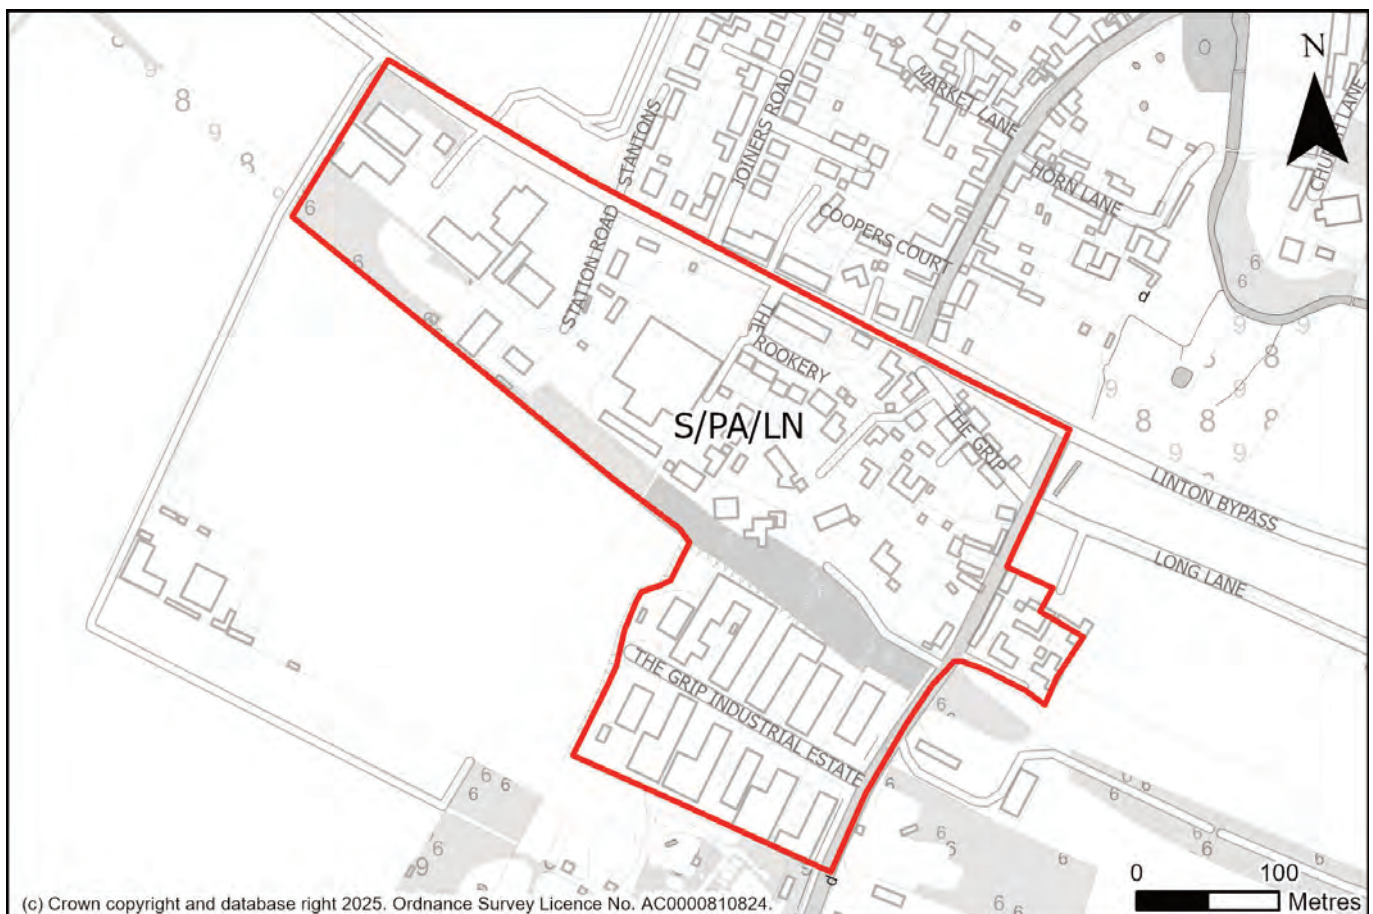 N
MARKET LANE
CHURCH LANE
STANTONS
JOINERS ROAD
HORN LANE
COOPERS COURT
STATION ROAD
THE ROOKERY
S/PA/LN
THE GRIP
LINTON BYPASS
LONG LANE
THE GRIP INDUSTRIAL ESTATE
0 100
Metres
(c) Crown copyright and database right 2025. Ordnance Survey Licence No. AC0000810824.